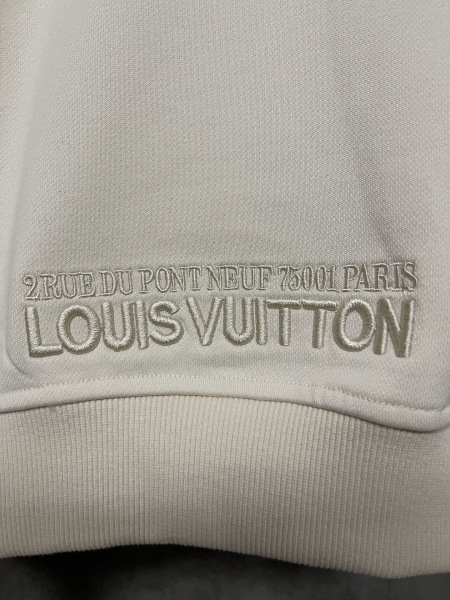 2 RUE DU PONT NEUF 75001 PARIS
LOUIS VUITTON